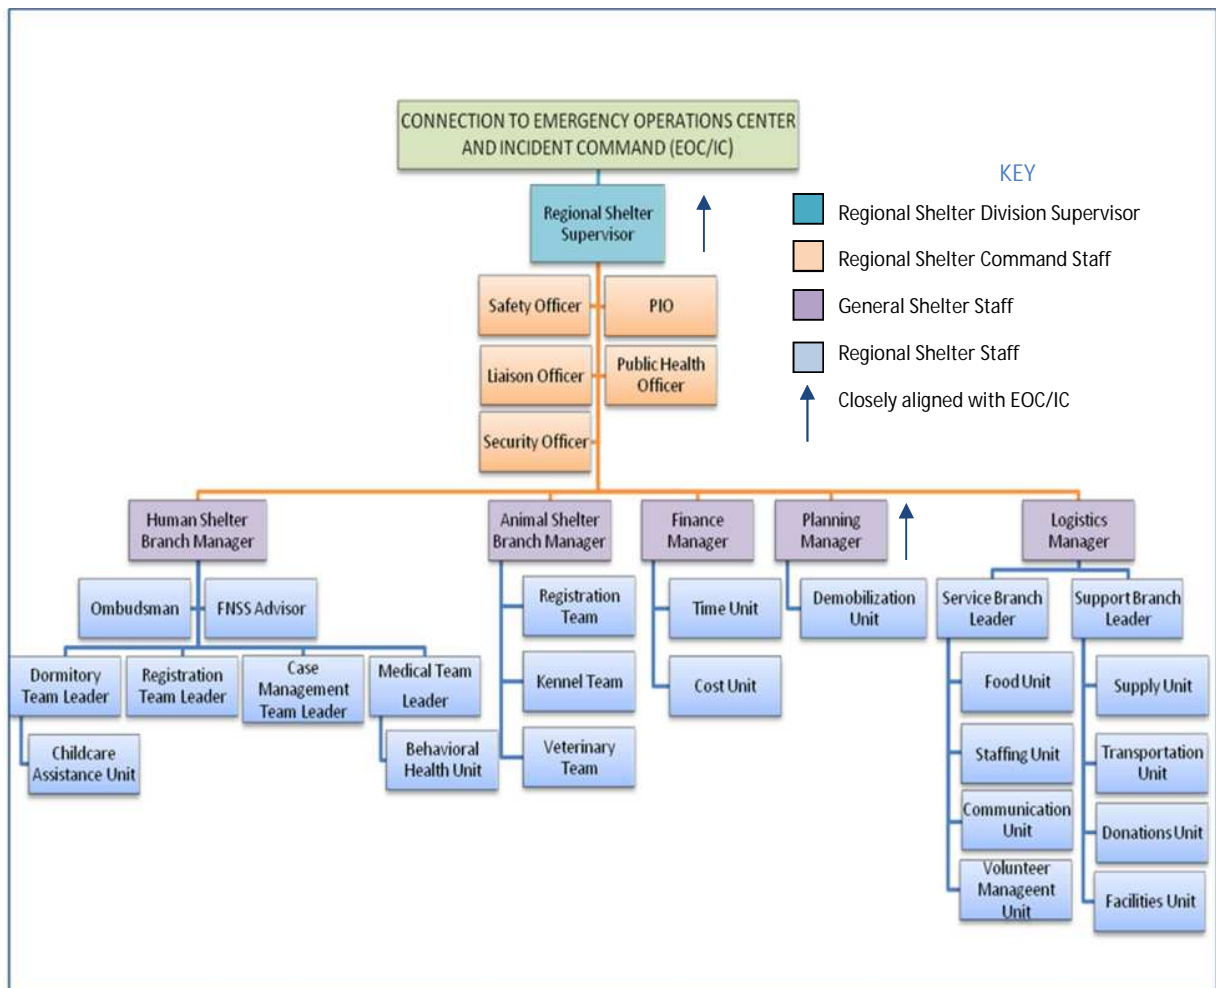 CONNECTION TO EMERGENCY OPERATIONS CENTER
AND INCIDENT COMMAND (EOC/IC)
Regional Shelter
Supervisor
KEY
Regional Shelter Division Supervisor
Regional Shelter Command Staff
General Shelter Staff
Regional Shelter Staff
Closely aligned with EOC/IC
Safety Officer
PIO
Liaison Officer
Public Health
Officer
Security Officer
Human Shelter
Branch Manager
Animal Shelter
Branch Manager
Finance
Manager
Planning
Manager
Logistics
Manager
Ombudsman
FNSS Advisor
Dormitory
Team Leader
Registration
Team Leader
Case
Management
Team Leader
Medical Team
Leader
Childcare
Assistance Unit
Behavioral
Health Unit
Registration
Team
Kennel Team
Veterinary
Team
Time Unit
Cost Unit
Demobilization
Unit
Service Branch
Leader
Support Branch
Leader
Food Unit
Staffing Unit
Communication
Unit
Volunteer
Manageent
Unit
Supply Unit
Transportation
Unit
Donations Unit
Facilities Unit